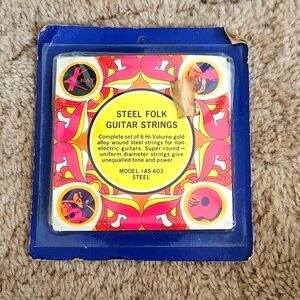 STEEL FOLK
GUITAR STRINGS
Complete set of 6 Hi-Volume gold
alloy wound steel strings for non-
electric guitars. Super round —
uniform diameter strings give
unequalled tone and power.
MODEL #AS-603
STEEL